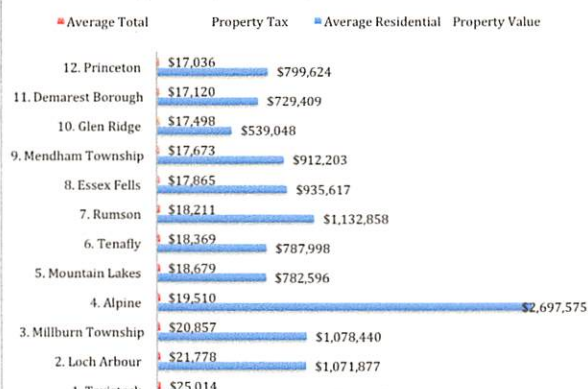 Average Total Property Tax Average Residential Property Value
12. Princeton $17,036 $799,624
11. Demarest Borough $17,120 $729,409
10. Glen Ridge $17,498 $539,048
9. Mendham Township $17,673 $912,203
8. Essex Fells $17,865 $935,617
7. Rumson $18,211 $1,132,858
6. Tenafly $18,369 $787,998
5. Mountain Lakes $18,679 $782,596
4. Alpine $19,510 $2,697,575
3. Millburn Township $20,857 $1,078,440
2. Loch Arbour $21,778 $1,071,877
$25,014